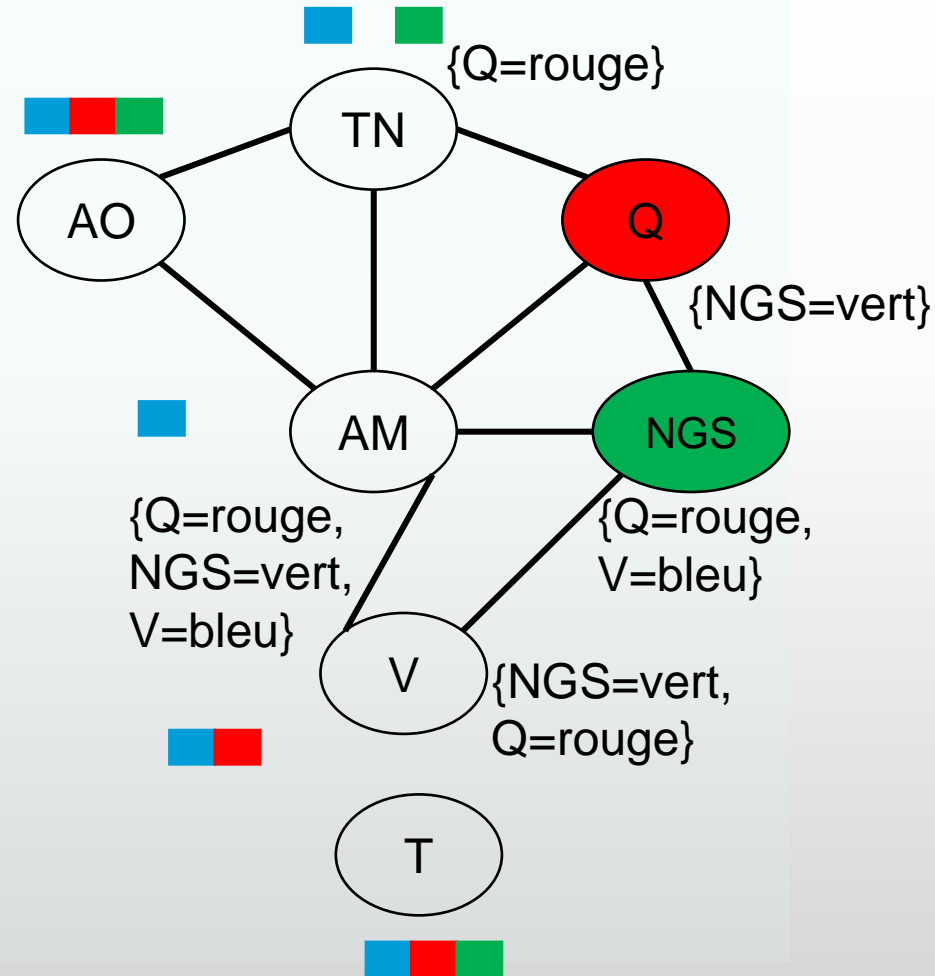 {Q=rouge}
TN
AO
Q
{NGS=vert}
AM
NGS
{Q=rouge,
NGS=vert,
V=bleu}
{Q=rouge,
V=bleu}
V
{NGS=vert,
Q=rouge}
T